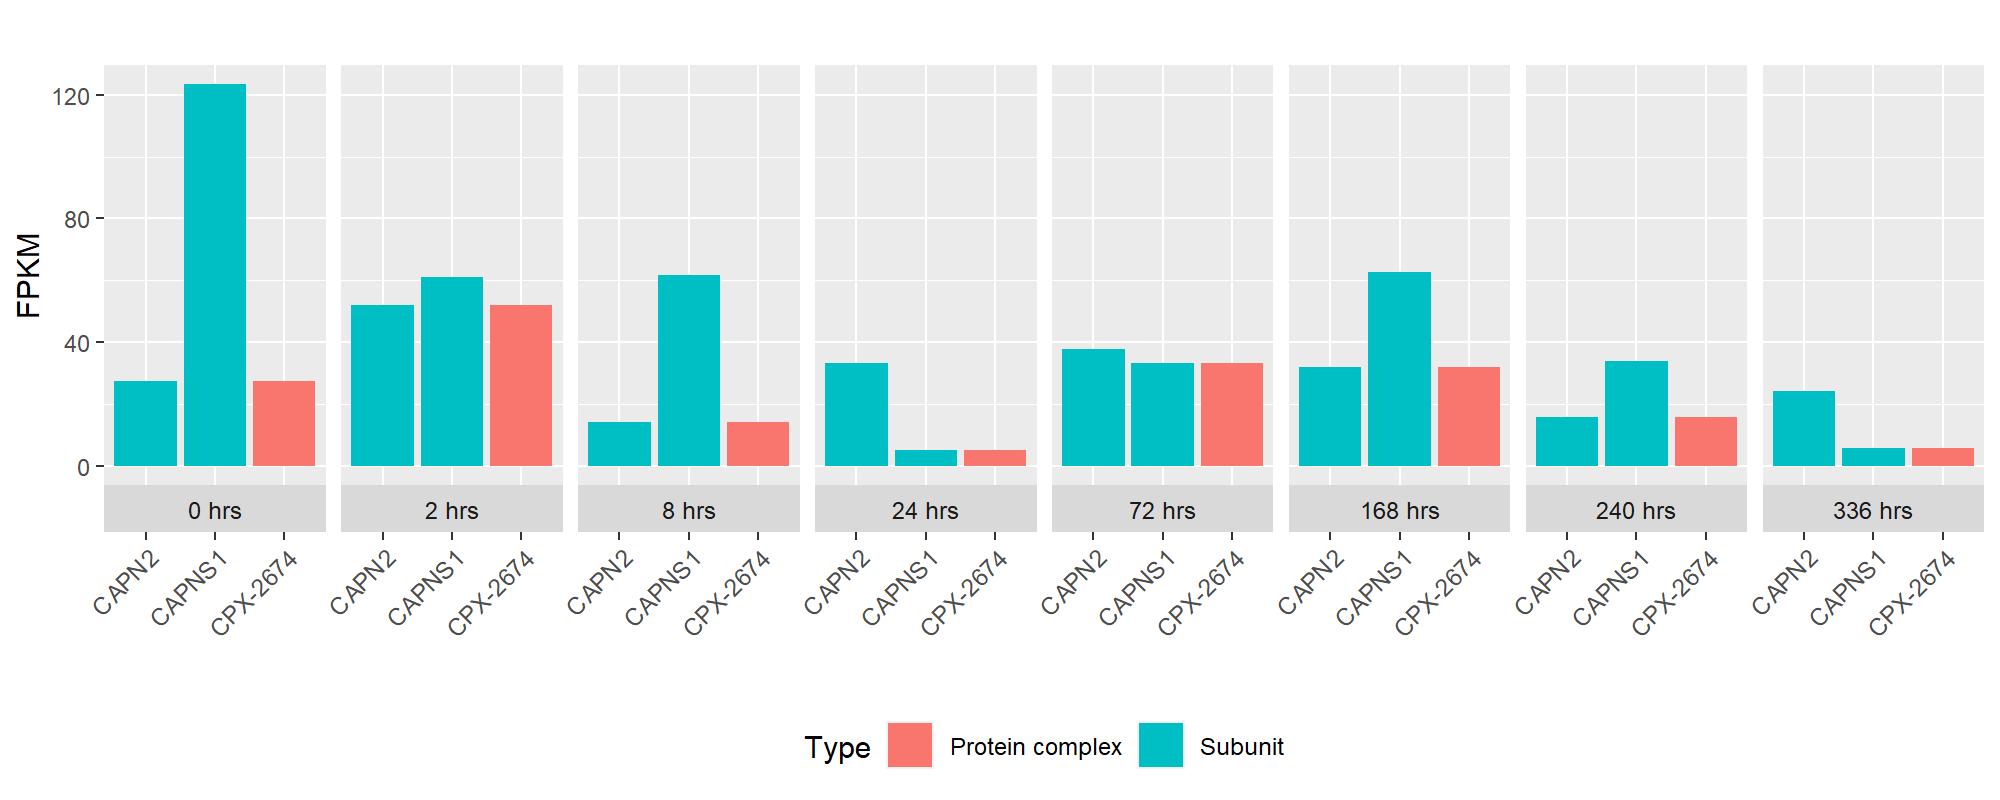 FPKM
120
80
40
0
0 hrs
2 hrs
8 hrs
24 hrs
72 hrs
168 hrs
240 hrs
336 hrs
CAPN2 CAPNS1 CPX-2674
CAPN2 CAPNS1 CPX-2674
CAPN2 CAPNS1 CPX-2674
CAPN2 CAPNS1 CPX-2674
CAPN2 CAPNS1 CPX-2674
CAPN2 CAPNS1 CPX-2674
CAPN2 CAPNS1 CPX-2674
CAPN2 CAPNS1 CPX-2674
Type Protein complex Subunit